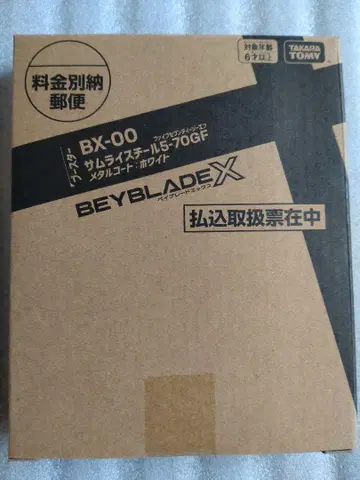 料金別納
郵便
対象年齢
6才以上
TAKARA
TOMY
ブースター
BX-00
ファイブセブンティージーエフ
サムライスチール5-70GF
メタルコート：ホワイト
BEYBLADE X
ベイブレードエックス
払込取扱票在中